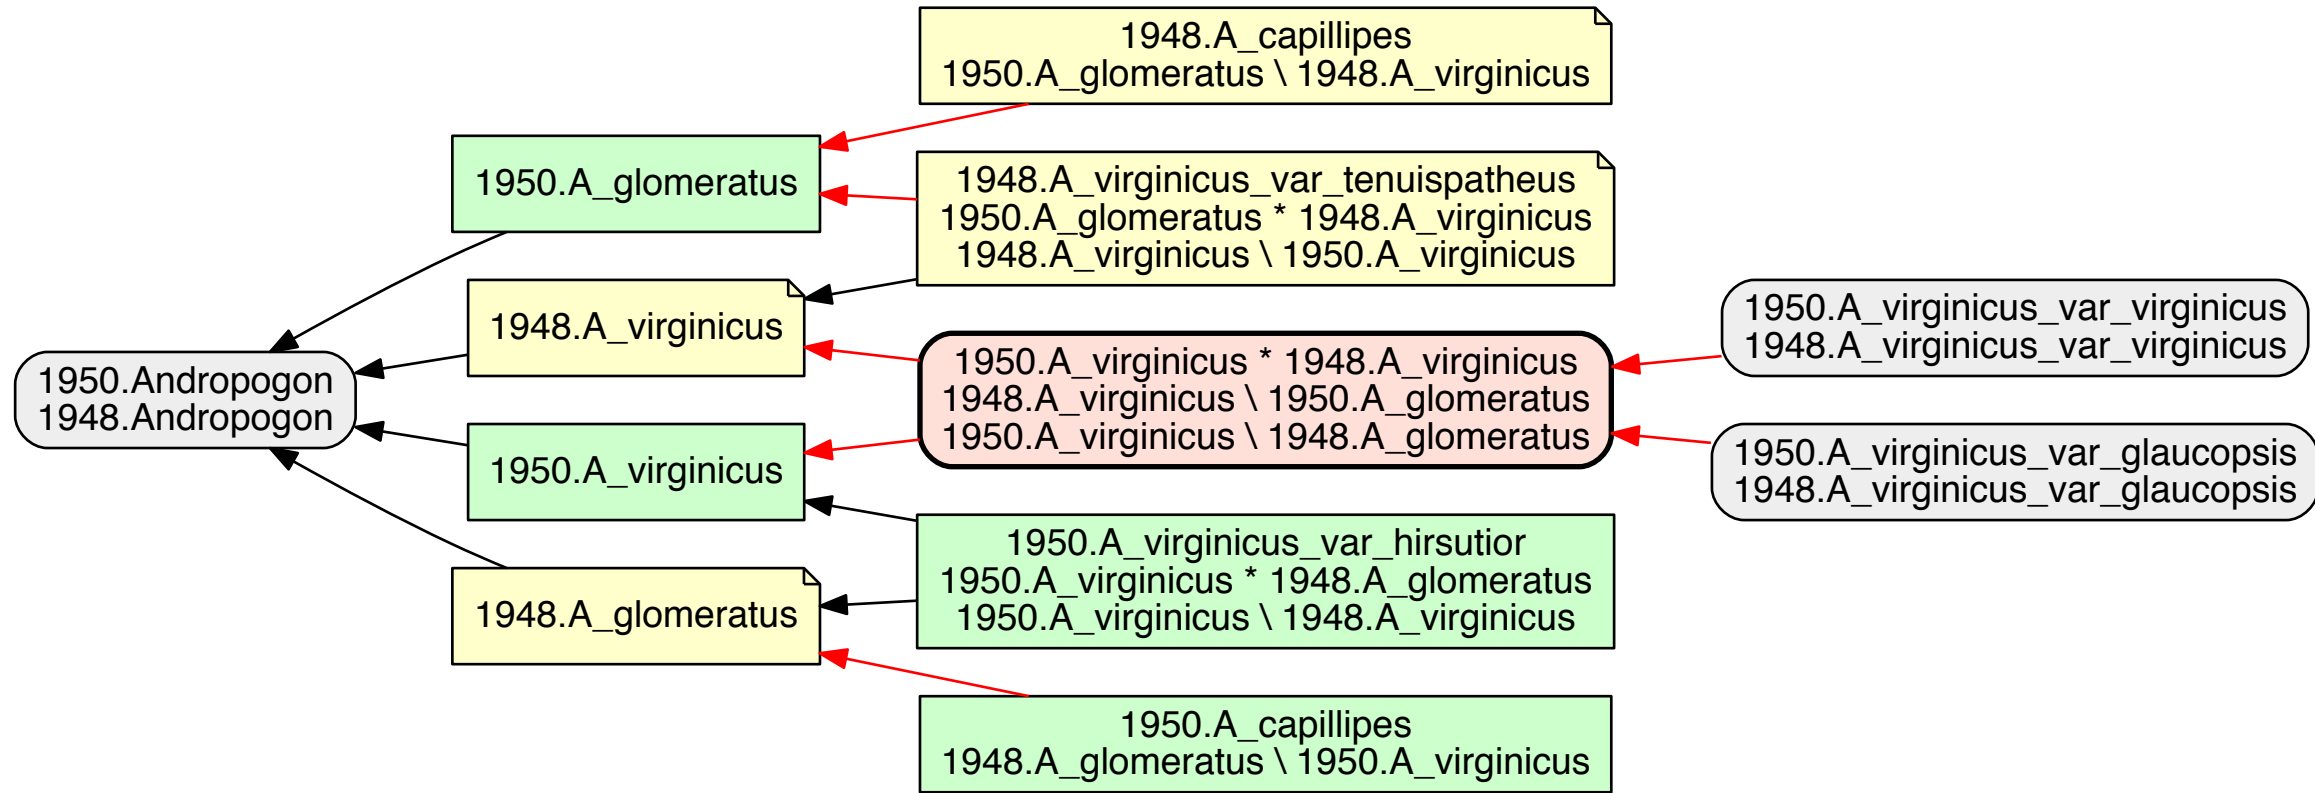 1948.A_capillipes
1950.A_glomeratus \ 1948.A_virginicus
1950.A_glomeratus
1948.A_virginicus_var_tenuispatheus
1950.A_glomeratus * 1948.A_virginicus
1948.A_virginicus \ 1950.A_virginicus
1948.A_virginicus
1950.A_virginicus * 1948.A_virginicus
1948.A_virginicus \ 1950.A_glomeratus
1950.A_virginicus \ 1948.A_glomeratus
1950.A_virginicus_var_virginicus
1948.A_virginicus_var_virginicus
1950.Andropogon
1948.Andropogon
1950.A_virginicus
1950.A_virginicus_var_glaucopsis
1948.A_virginicus_var_glaucopsis
1950.A_virginicus_var_hirsutior
1950.A_virginicus * 1948.A_glomeratus
1950.A_virginicus \ 1948.A_virginicus
1948.A_glomeratus
1950.A_capillipes
1948.A_glomeratus \ 1950.A_virginicus